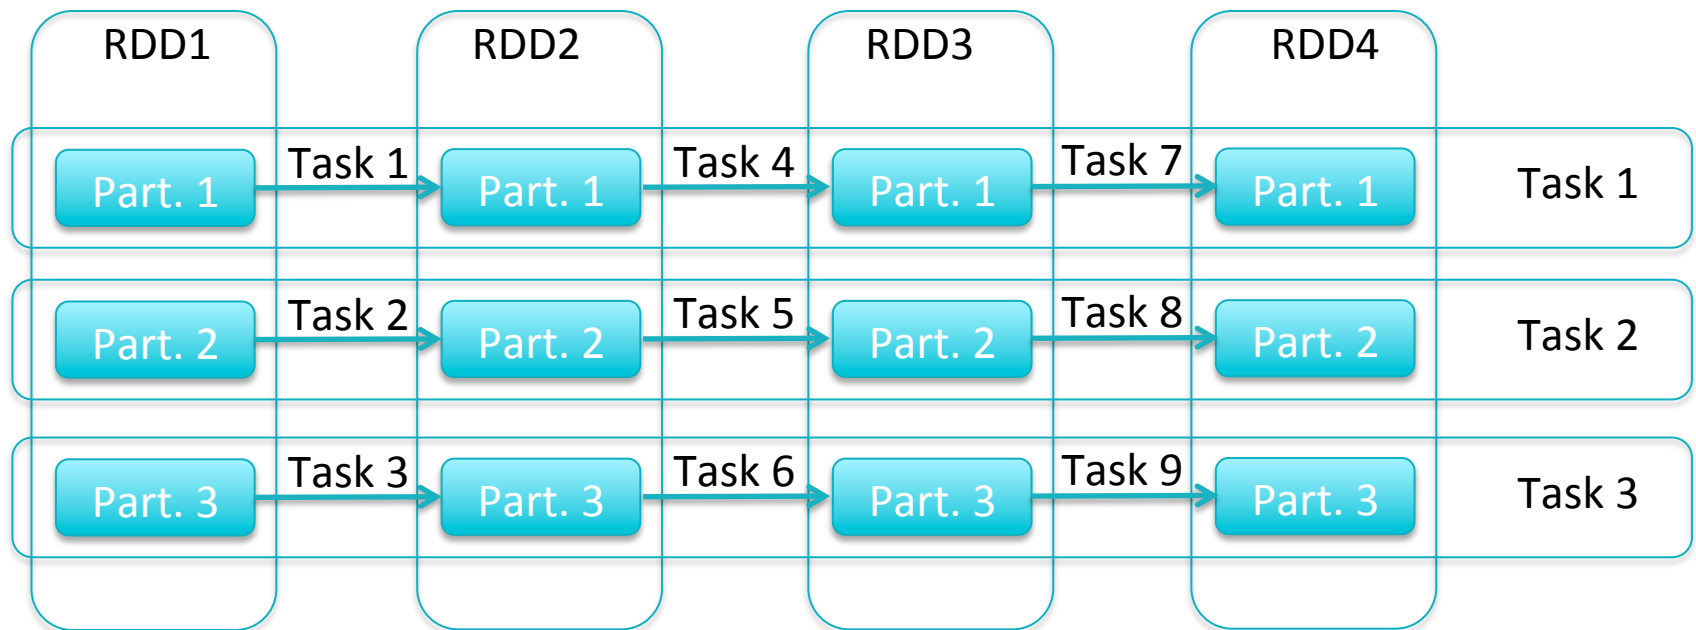 RDD1 RDD2 RDD3 RDD4
Part. 1 Task 1 Part. 1 Task 4 Part. 1 Task 7 Part. 1 Task 1
Part. 2 Task 2 Part. 2 Task 5 Part. 2 Task 8 Part. 2 Task 2
Part. 3 Task 3 Part. 3 Task 6 Part. 3 Task 9 Part. 3 Task 3